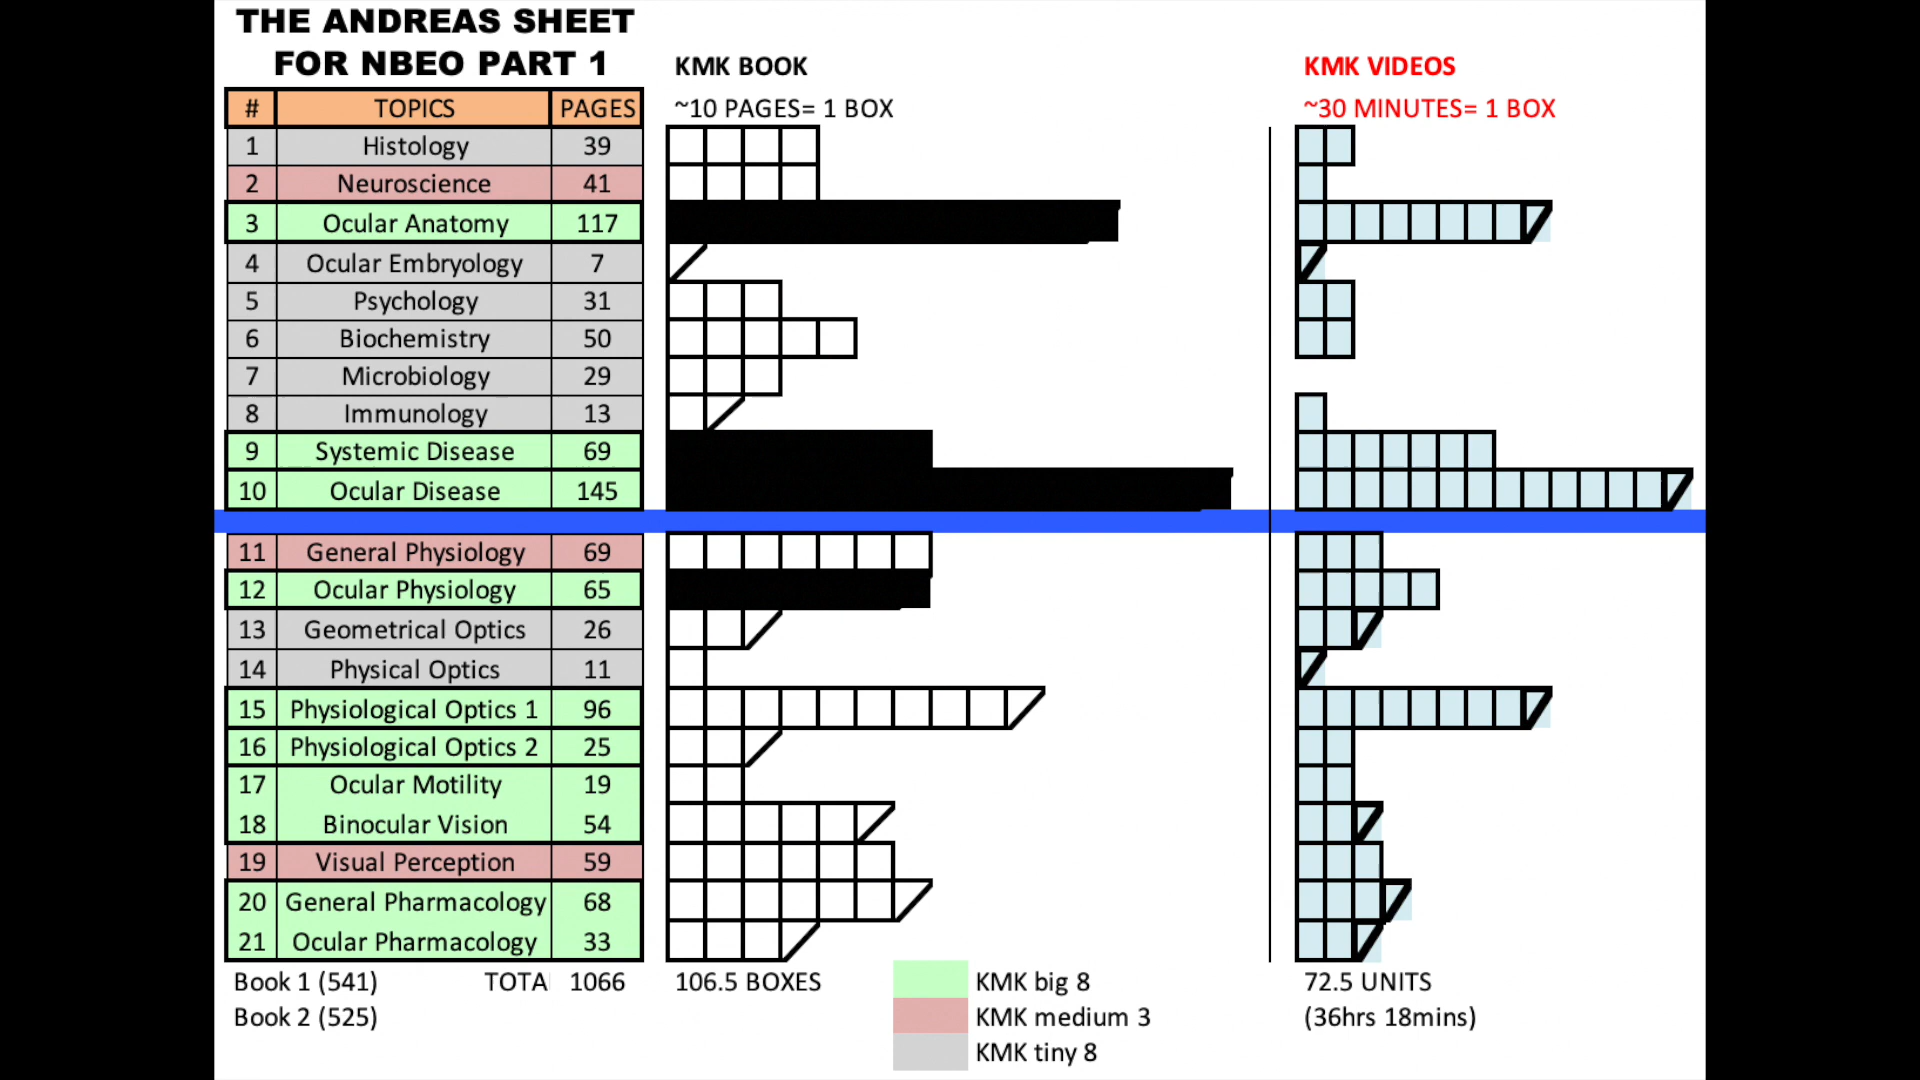 THE ANDREAS SHEET
FOR NBEO PART 1
KMK BOOK
KMK VIDEOS
# TOPICS PAGES
~10 PAGES= 1 BOX
~30 MINUTES= 1 BOX
1 Histology 39
2 Neuroscience 41
3 Ocular Anatomy 117
4 Ocular Embryology 7
5 Psychology 31
6 Biochemistry 50
7 Microbiology 29
8 Immunology 13
9 Systemic Disease 69
10 Ocular Disease 145
11 General Physiology 69
12 Ocular Physiology 65
13 Geometrical Optics 26
14 Physical Optics 11
15 Physiological Optics 1 96
16 Physiological Optics 2 25
17 Ocular Motility 19
18 Binocular Vision 54
19 Visual Perception 59
20 General Pharmacology 68
21 Ocular Pharmacology 33
Book 1 (541) TOTA 1066
106.5 BOXES
KMK big 8
72.5 UNITS
Book 2 (525)
KMK medium 3
(36hrs 18mins)
KMK tiny 8